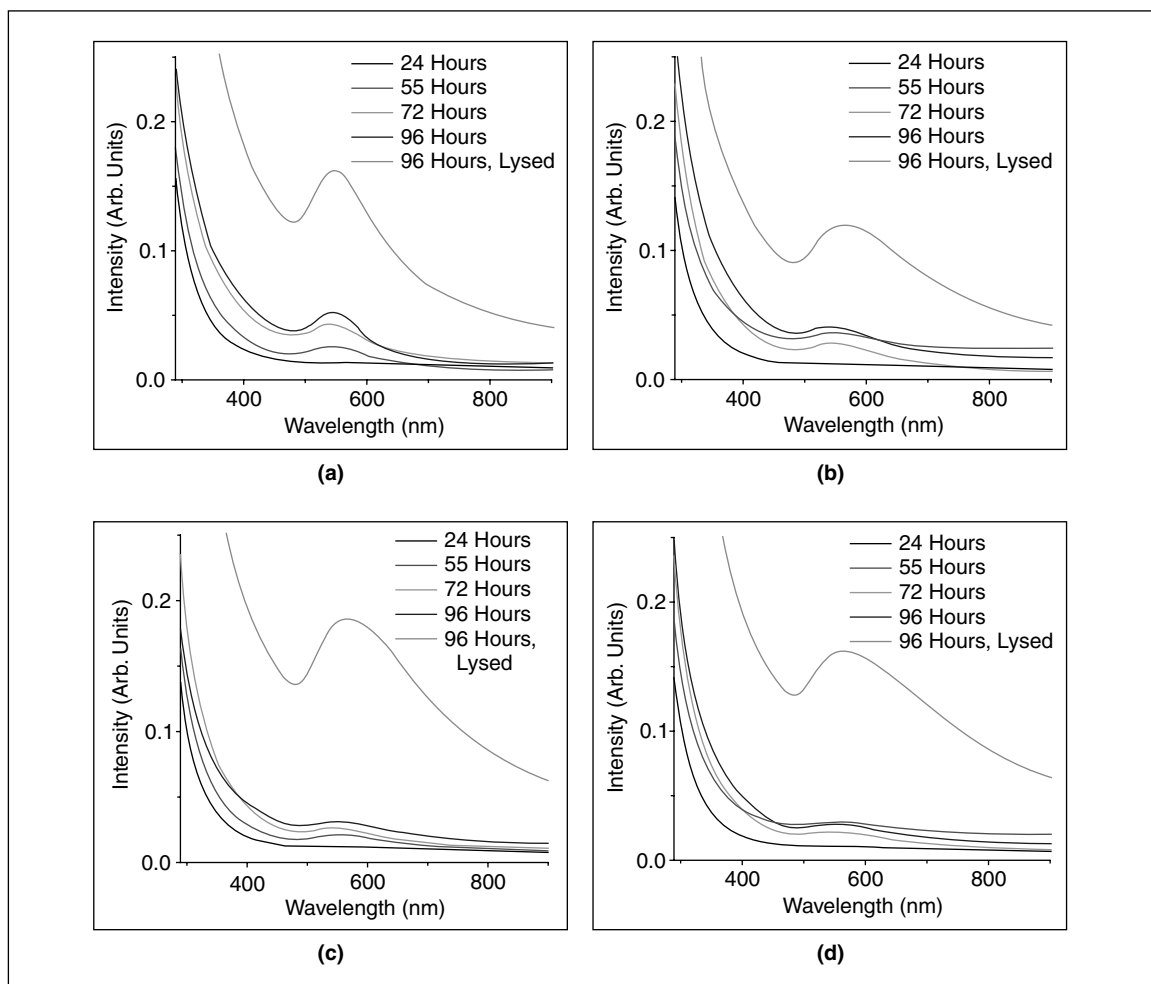 24 Hours
55 Hours
72 Hours
96 Hours
96 Hours, Lysed
0.2
0.1
0.0
Intensity (Arb. Units)
400
600
800
Wavelength (nm)
(a)
24 Hours
55 Hours
72 Hours
96 Hours
96 Hours, Lysed
0.2
0.1
0.0
Intensity (Arb. Units)
400
600
800
Wavelength (nm)
(b)
24 Hours
55 Hours
72 Hours
96 Hours
96 Hours,
Lysed
0.2
0.1
0.0
Intensity (Arb. Units)
400
600
800
Wavelength (nm)
(c)
24 Hours
55 Hours
72 Hours
96 Hours
96 Hours, Lysed
0.2
0.1
0.0
Intensity (Arb. Units)
400
600
800
Wavelength (nm)
(d)